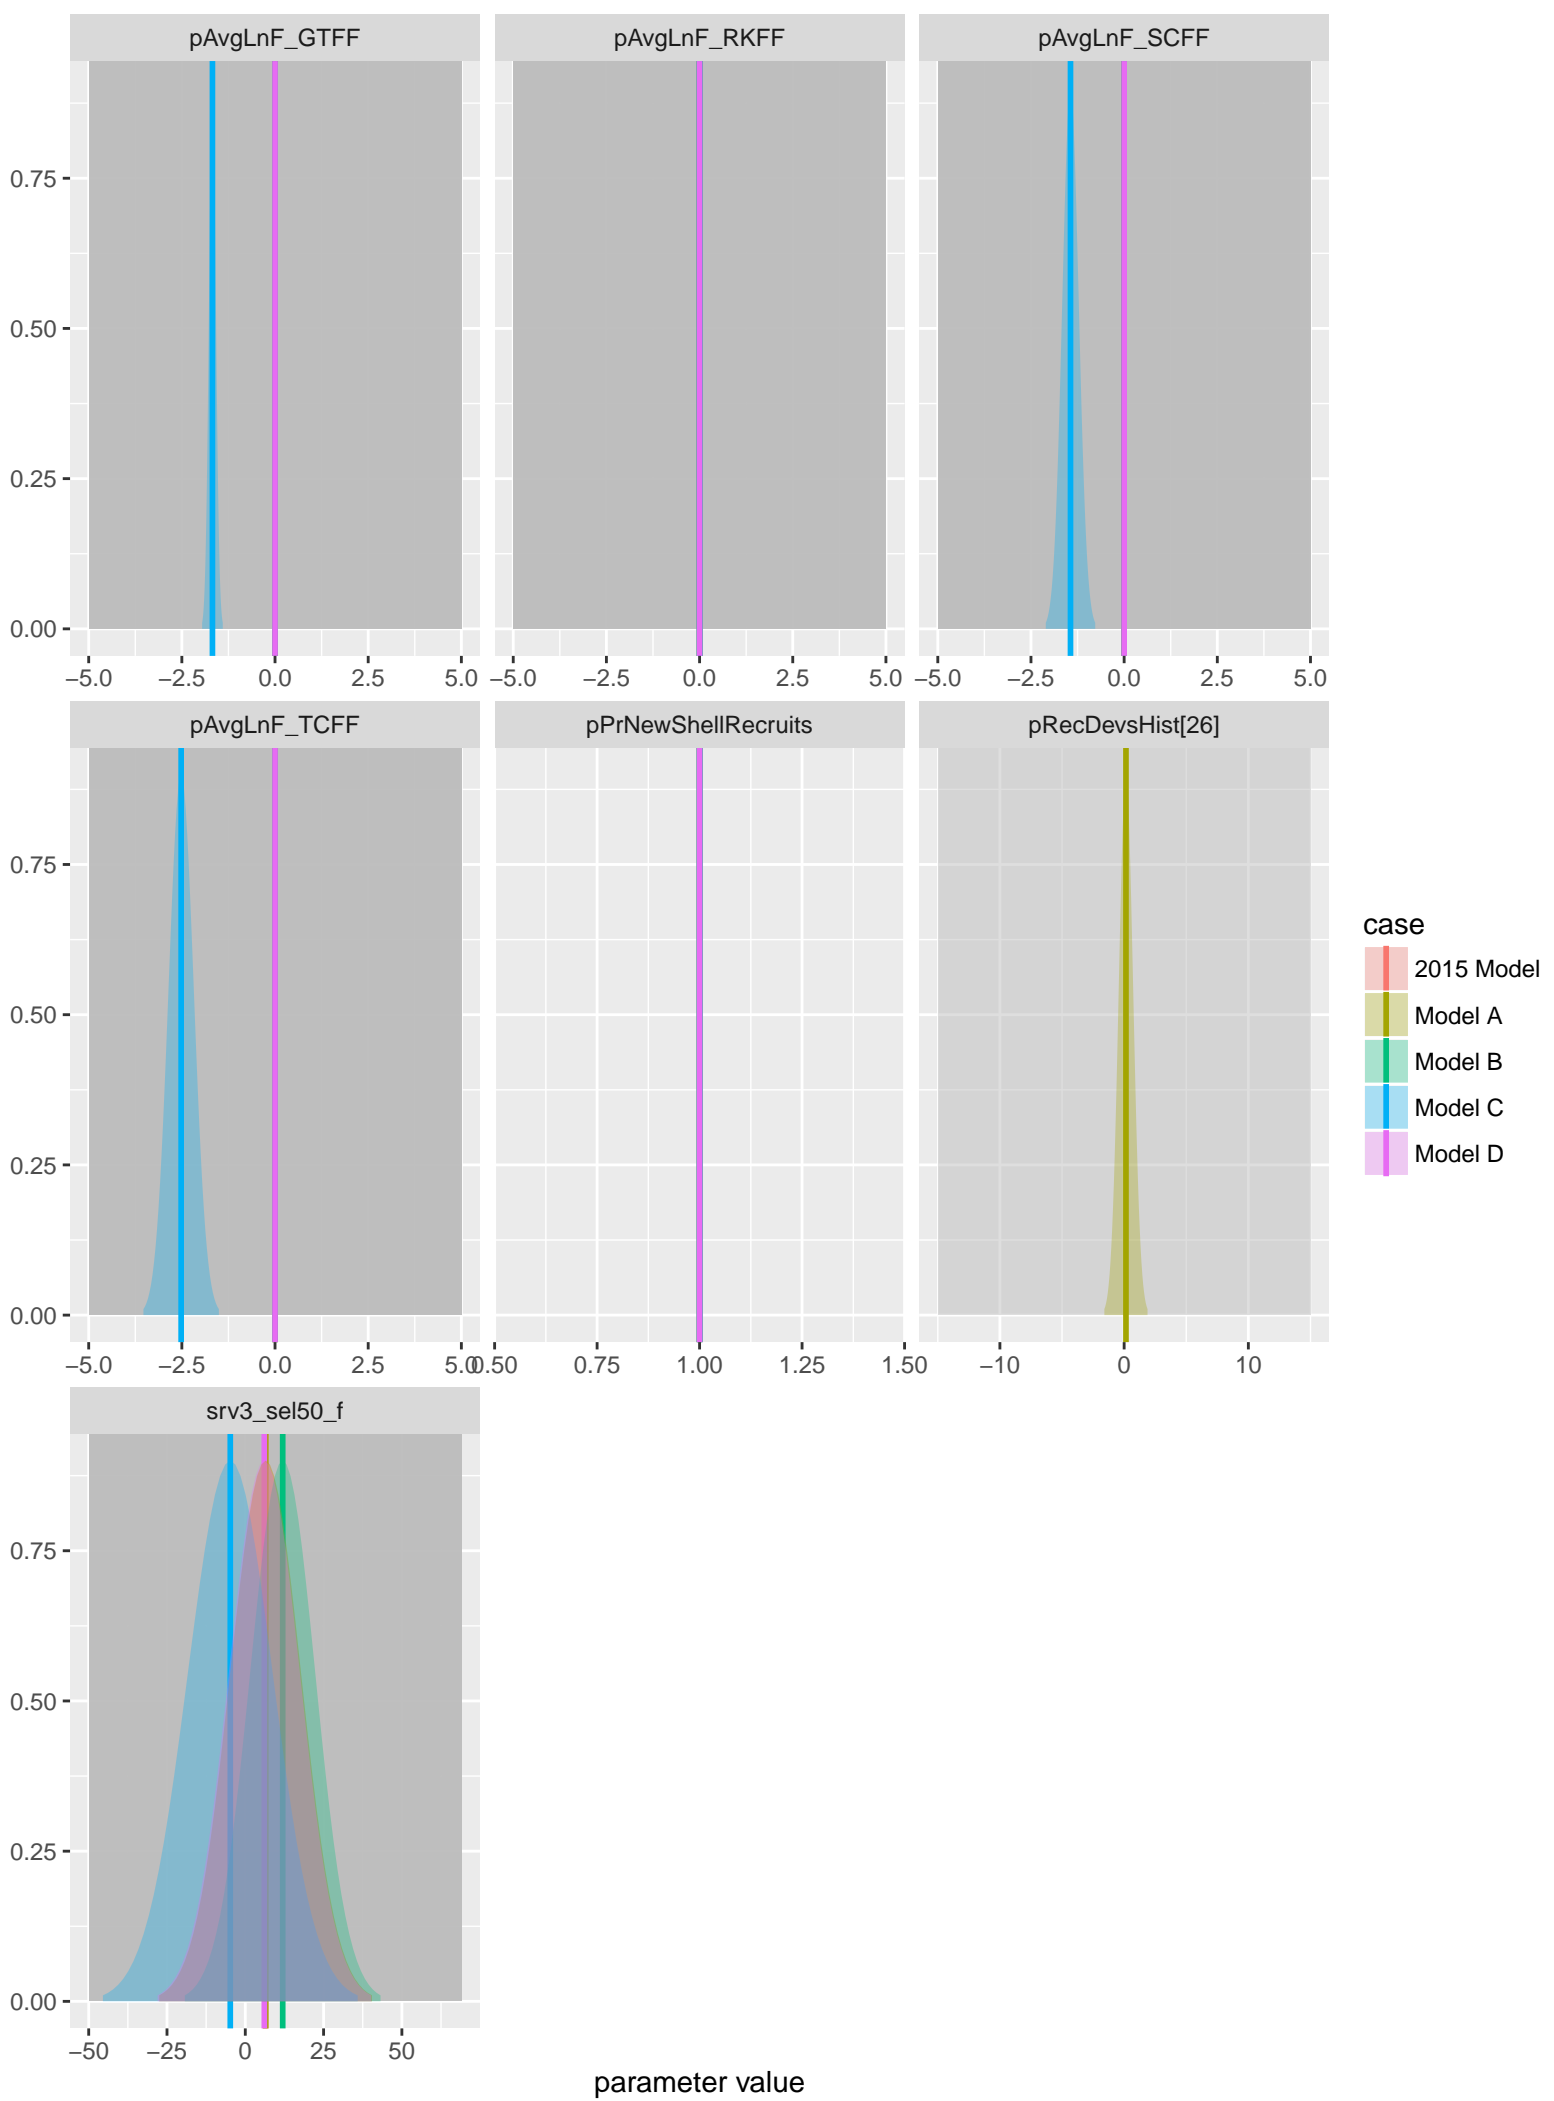 pAvgLnF_GTFF pAvgLnF_RKFF pAvgLnF_SCFF
0.75
0.50
0.25
0.00
−5.0 −2.5 0.0 2.5 5.0 −5.0 −2.5 0.0 2.5 5.0 −5.0 −2.5 0.0 2.5 5.0
pAvgLnF_TCFF pPrNewShellRecruits pRecDevsHist[26]
0.75
0.50
0.25
0.00
−5.0 −2.5 0.0 2.5 5.0 0.50 0.75 1.00 1.25 1.50 −10 0 10
srv3_sel50_f
0.75
0.50
0.25
0.00
−50 −25 0 25 50
parameter value
case
2015 Model
Model A
Model B
Model C
Model D